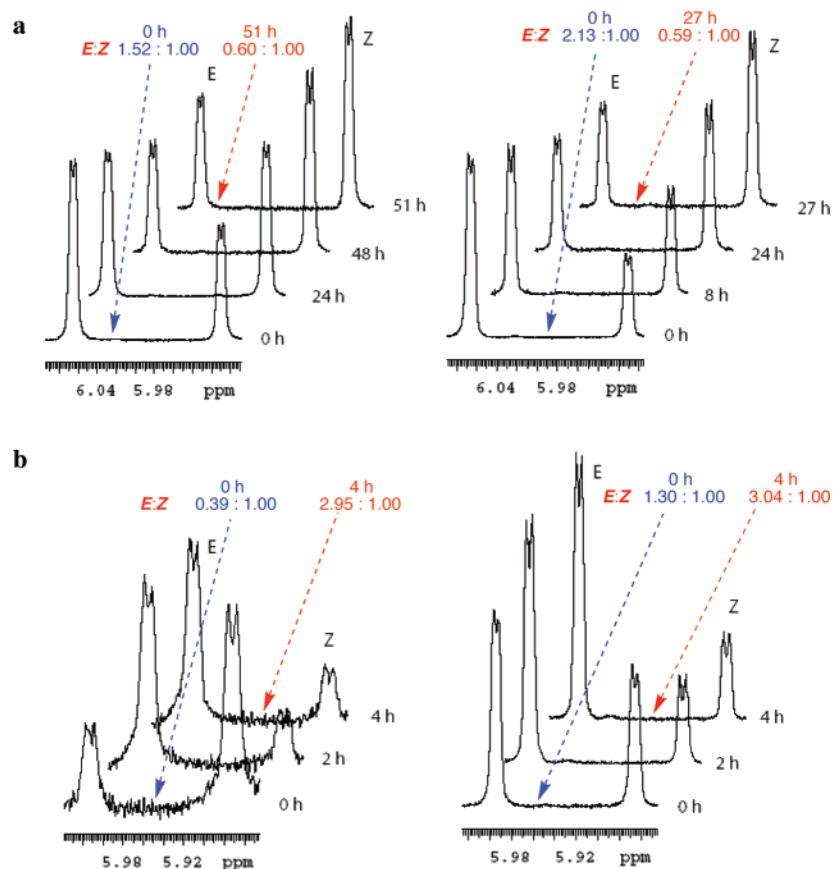 a
0 h
E:Z 1.52 : 1.00
51 h
0.60 : 1.00
E
Z
51 h
48 h
24 h
0 h
6.04 5.98 ppm
0 h
E:Z 2.13 :1.00
27 h
0.59 : 1.00
E
Z
27 h
24 h
8 h
0 h
6.04 5.98 ppm
b
0 h
E:Z 0.39 : 1.00
4 h
2.95 : 1.00
E
Z
4 h
2 h
0 h
5.98 5.92 ppm
0 h
E:Z 1.30 : 1.00
4 h
3.04 : 1.00
E
Z
4 h
2 h
0 h
5.98 5.92 ppm